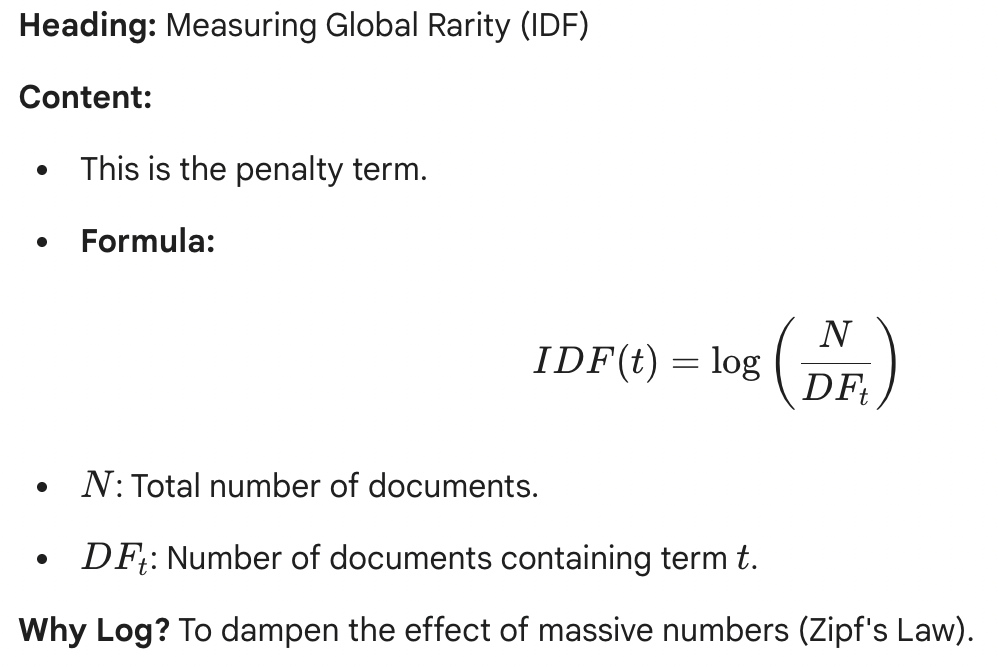 Heading: Measuring Global Rarity (IDF)
Content:
• This is the penalty term.
• Formula:
$$IDF(t) = \log\left(\frac{N}{DF_t}\right)$$
• $N$: Total number of documents.
• $DF_t$: Number of documents containing term $t$.
Why Log? To dampen the effect of massive numbers (Zipf's Law).